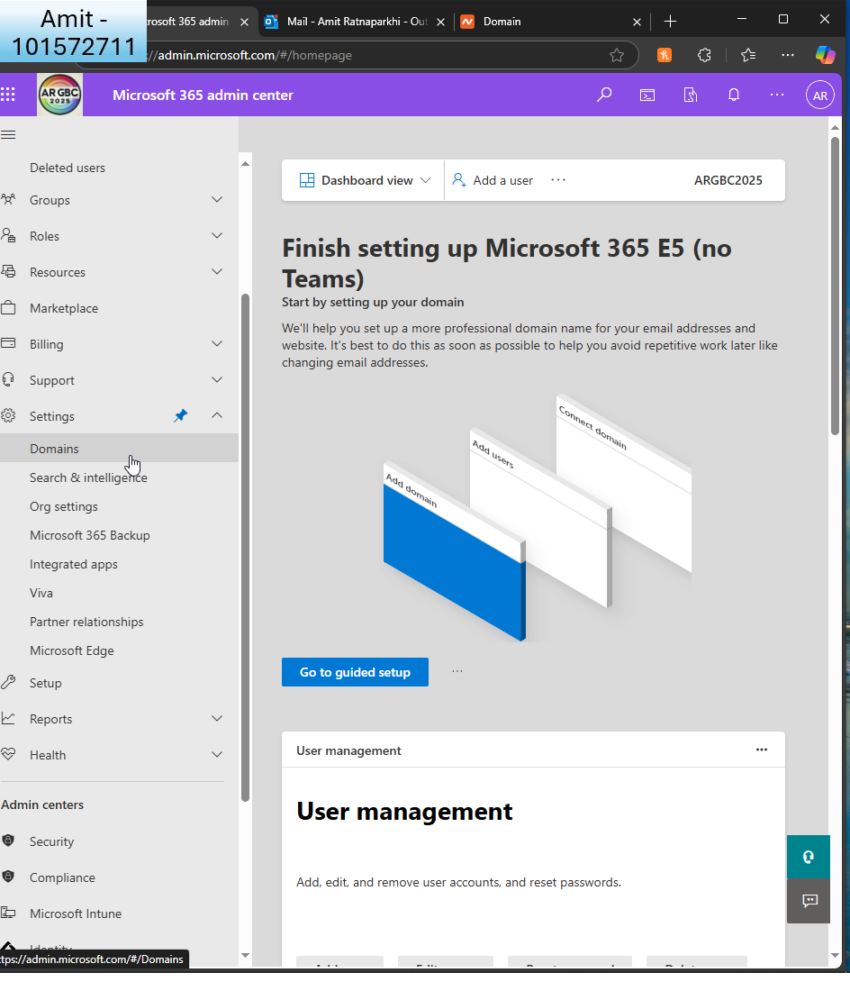 Amit -
101572711
rosoft 365 admin
Mail - Amit Ratnaparkhi - Out
Domain
://admin.microsoft.com/#/homepage
AR GBC
2025
Microsoft 365 admin center
AR
Deleted users
Groups
Roles
Resources
Marketplace
Billing
Support
Settings
Domains
Search & intelligence
Org settings
Microsoft 365 Backup
Integrated apps
Viva
Partner relationships
Microsoft Edge
Setup
Reports
Health
Admin centers
Security
Compliance
Microsoft Intune
Identity
ttps://admin.microsoft.com/#/Domains
Dashboard view
Add a user
ARGBC2025
Finish setting up Microsoft 365 E5 (no
Teams)
Start by setting up your domain
We'll help you set up a more professional domain name for your email addresses and
website. It's best to do this as soon as possible to help you avoid repetitive work later like
changing email addresses.
Connect domain
Add users
Add domain
Go to guided setup
User management
User management
Add, edit, and remove user accounts, and reset passwords.